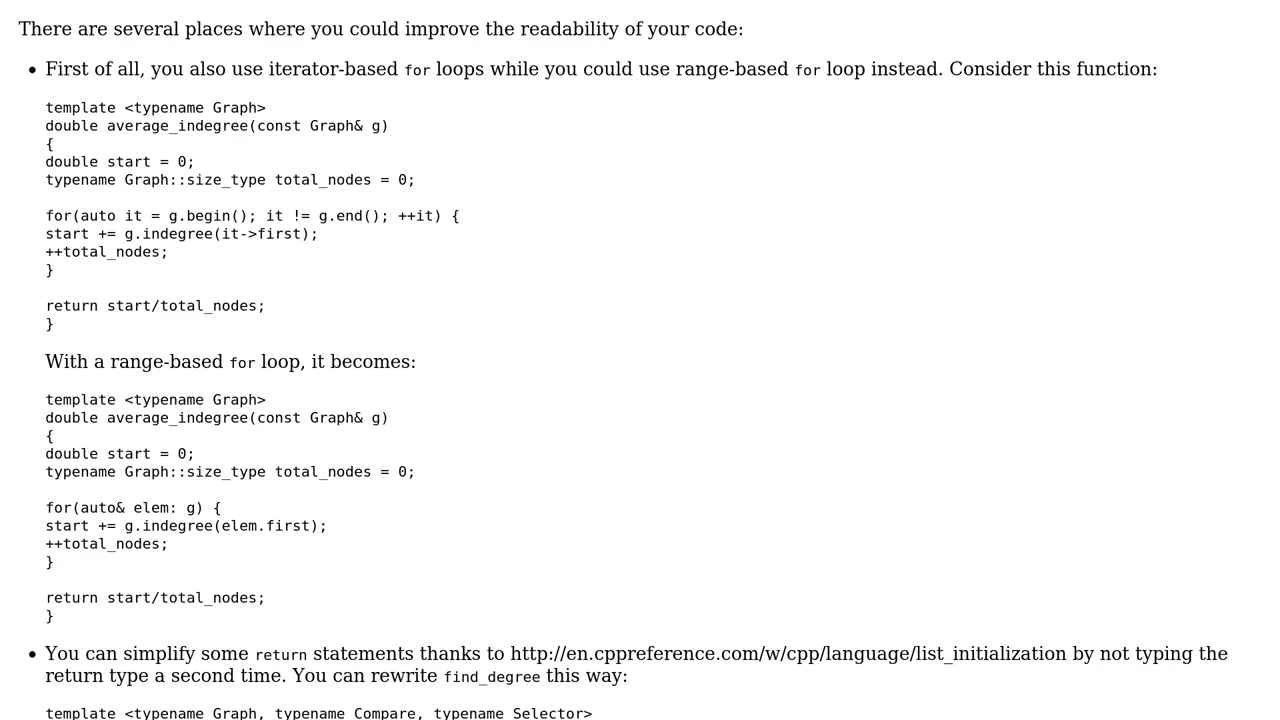 There are several places where you could improve the readability of your code:
• First of all, you also use iterator-based for loops while you could use range-based for loop instead. Consider this function:
template <typename Graph>
double average_indegree(const Graph& g)
{
double start = 0;
typename Graph::size_type total_nodes = 0;
for(auto it = g.begin(); it != g.end(); ++it) {
start += g.indegree(it->first);
++total_nodes;
}
return start/total_nodes;
}
With a range-based for loop, it becomes:
template <typename Graph>
double average_indegree(const Graph& g)
{
double start = 0;
typename Graph::size_type total_nodes = 0;
for(auto& elem: g) {
start += g.indegree(elem.first);
++total_nodes;
}
return start/total_nodes;
}
• You can simplify some return statements thanks to http://en.cppreference.com/w/cpp/language/list_initialization by not typing the
return type a second time. You can rewrite find_degree this way:
template <typename Graph, typename Compare, typename Selector>